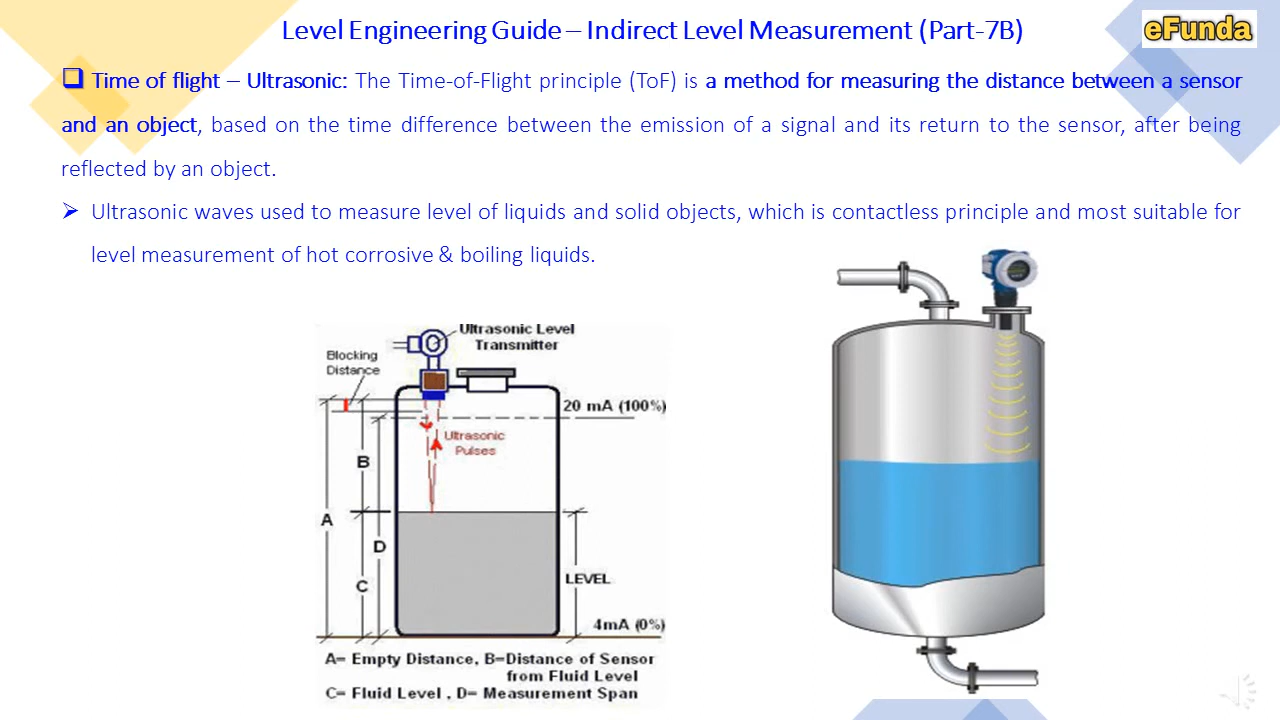 Level Engineering Guide – Indirect Level Measurement (Part-7B)
eFunda
Time of flight – Ultrasonic: The Time-of-Flight principle (ToF) is a method for measuring the distance between a sensor
and an object, based on the time difference between the emission of a signal and its return to the sensor, after being
reflected by an object.
Ultrasonic waves used to measure level of liquids and solid objects, which is contactless principle and most suitable for
level measurement of hot corrosive & boiling liquids.
Ultrasonic Level
Transmitter
Blocking
Distance
20 mA (100%)
Ultrasonic
Pulses
B
A
D
C
LEVEL
4mA (0%)
A= Empty Distance, B=Distance of Sensor
from Fluid Level
C= Fluid Level , D= Measurement Span